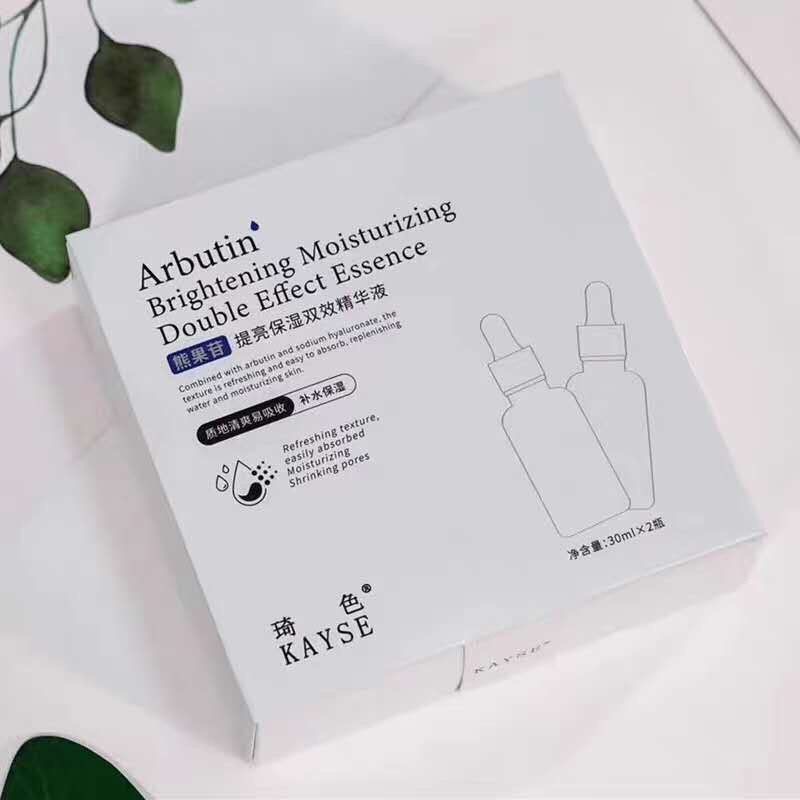 Arbutin
Brightening Moisturizing
Double Effect Essence
熊果苷 提亮保湿双效精华液
Combined with arbutin and sodium hyaluronate, the
texture is refreshing and easy to absorb, replenishing
water and moisturizing skin.
质地清爽易吸收 补水保湿
Refreshing texture,
easily absorbed
Moisturizing
Shrinking pores
净含量:30ml×2瓶
琦色®
KAYSE
KAYSE